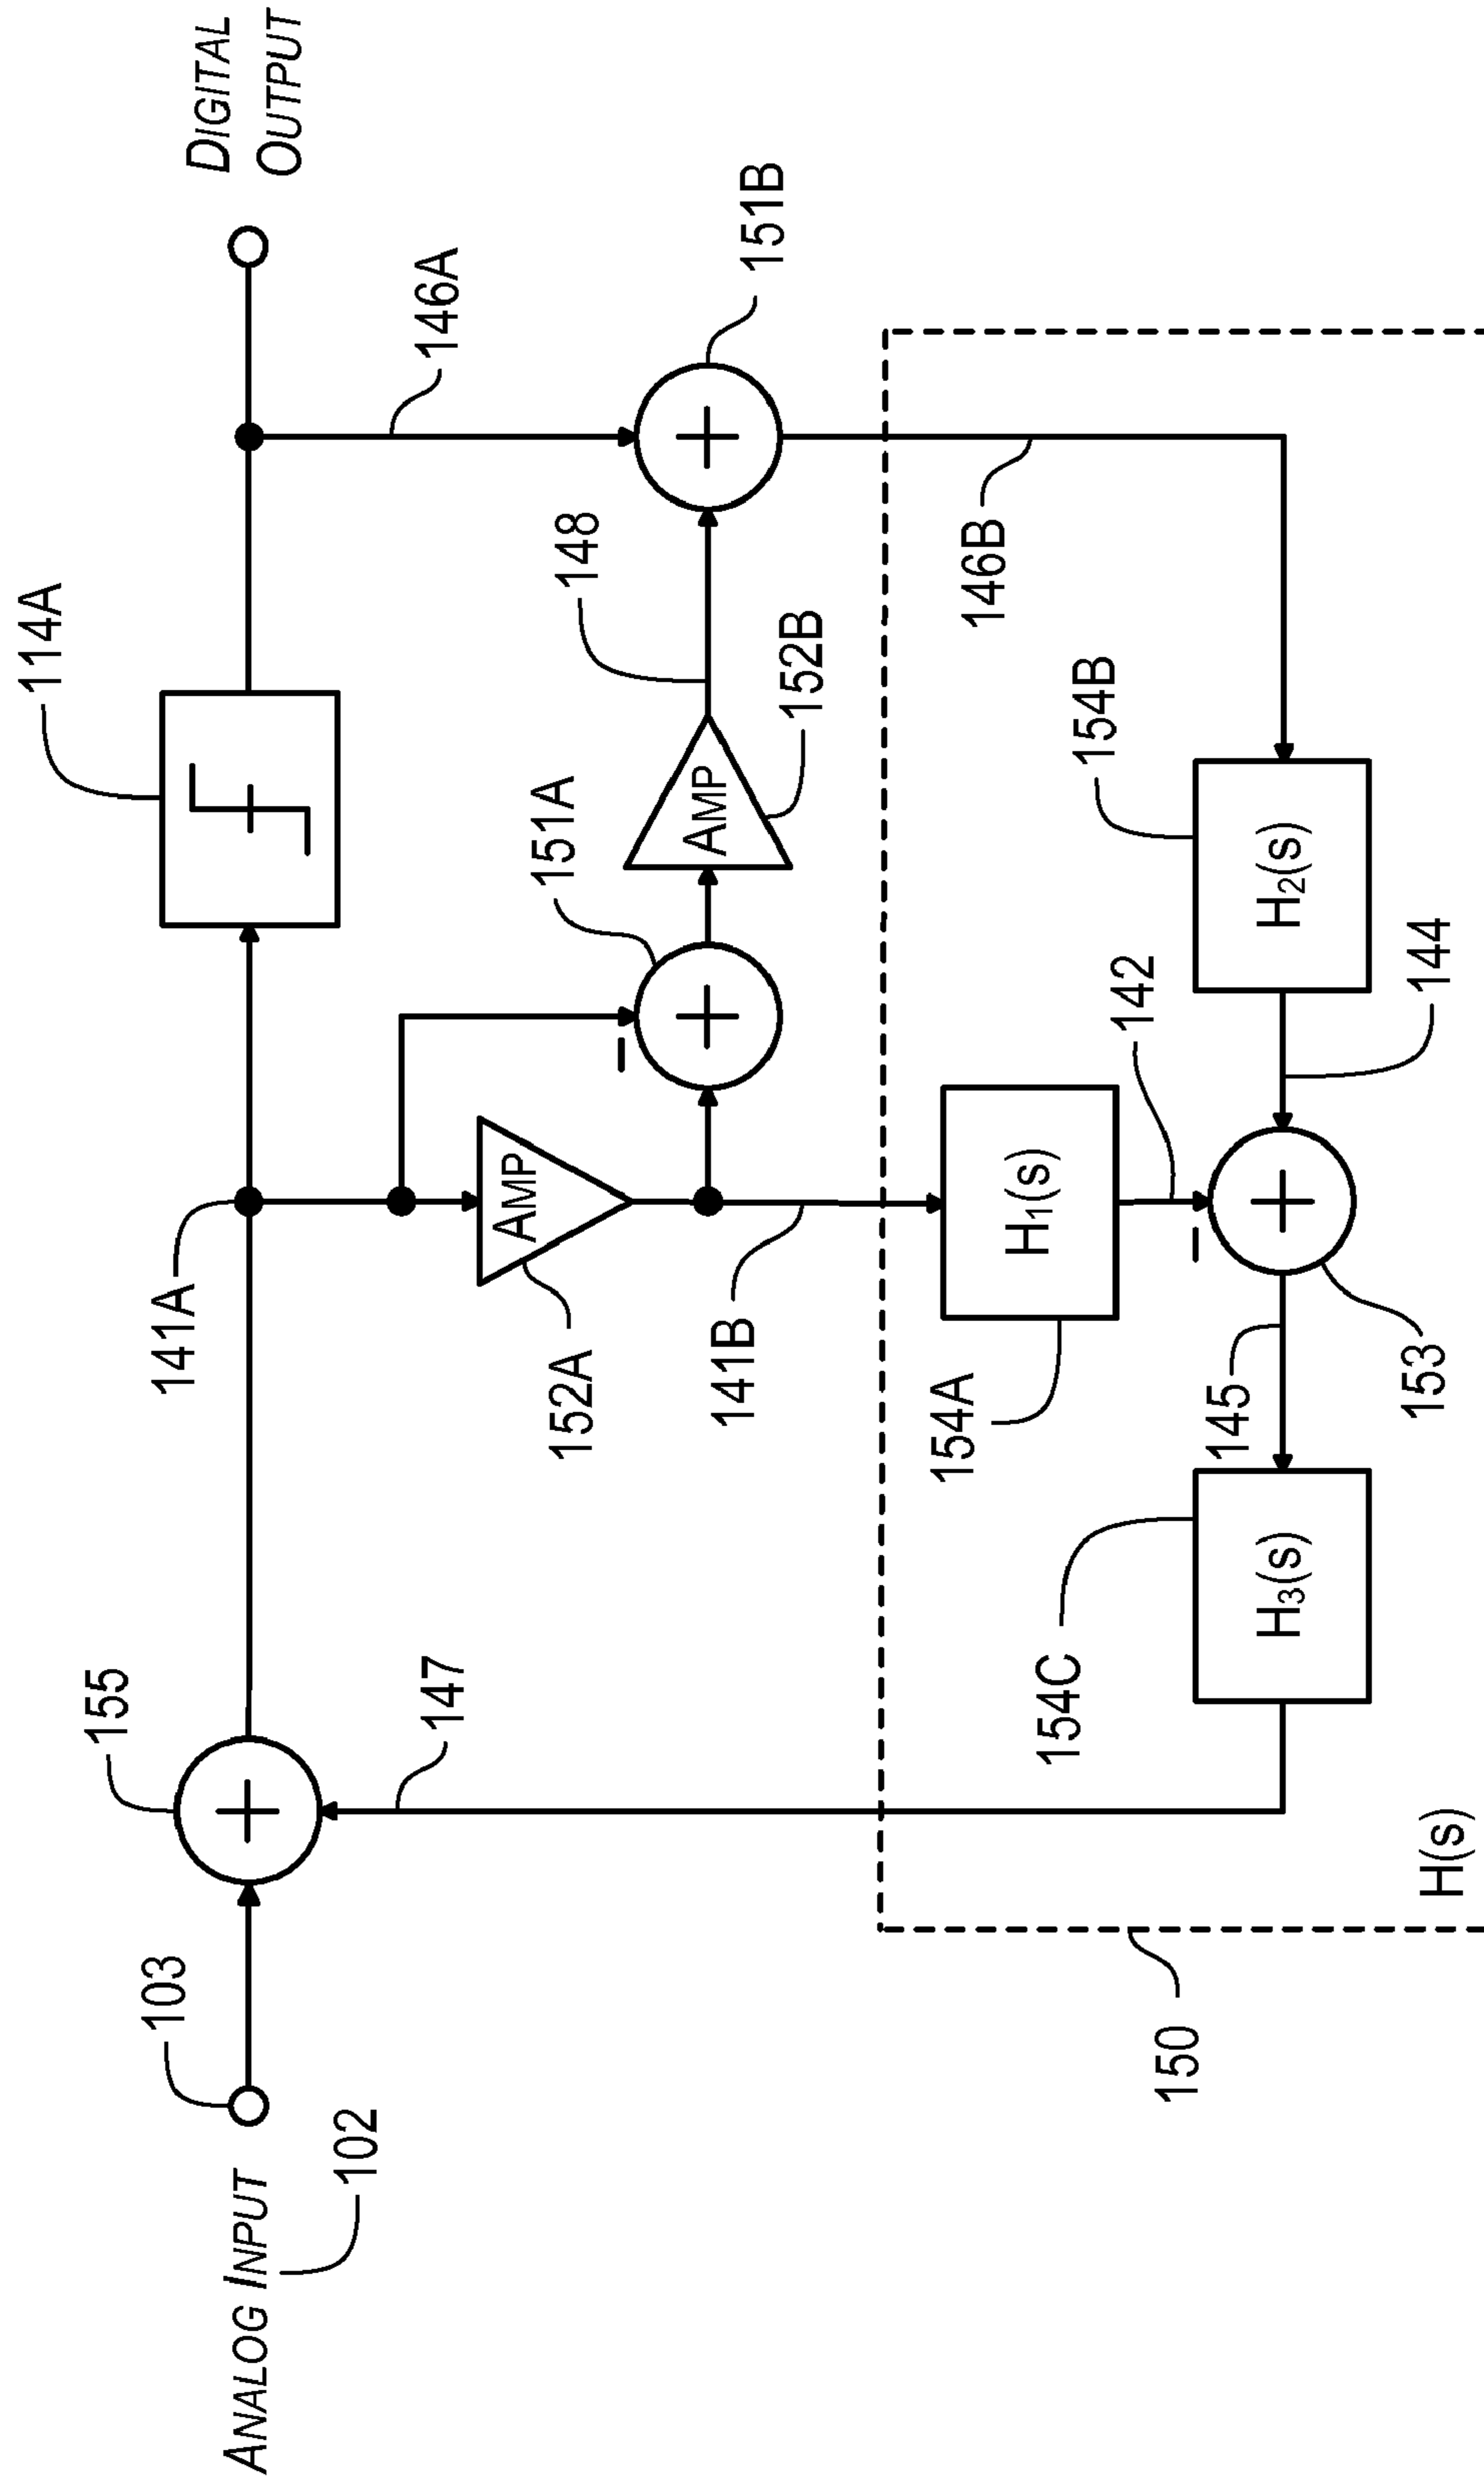 ANALOG INPUT
102
103
155
147
141A
152A
AMP
141B
114A
151A
AMP
152B
148
146A
151B
DIGITAL
OUTPUT
146B
154B
H₂(s)
144
142
H₁(s)
154A
153
145
H₃(s)
154C
150
H(s)